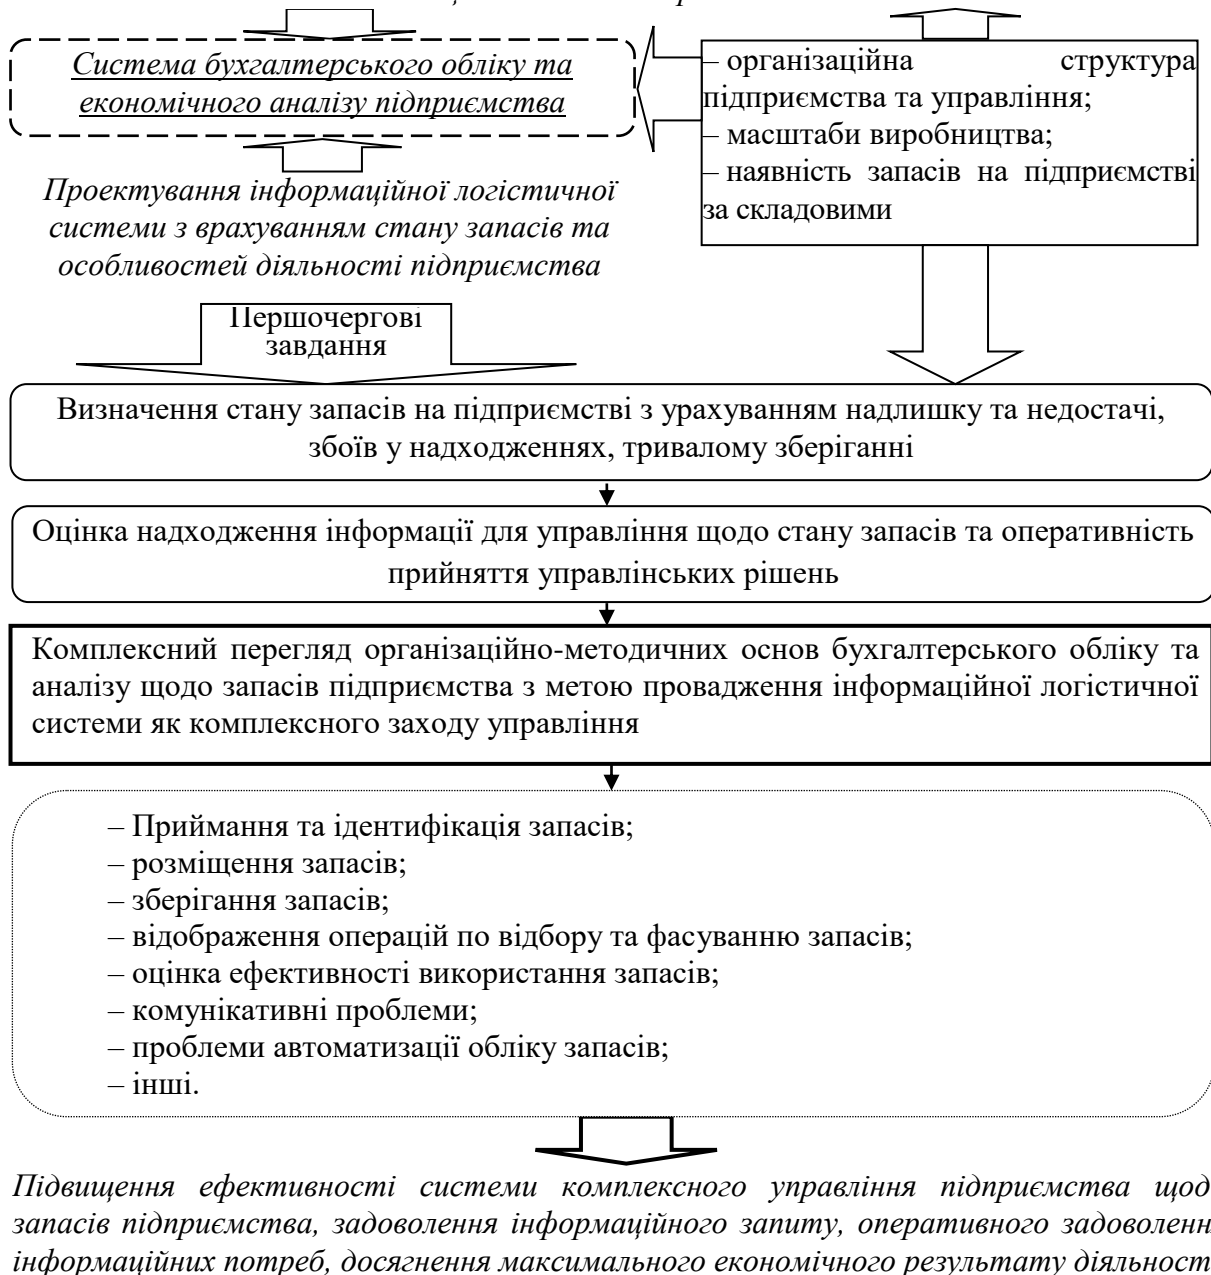 Система бухгалтерського обліку та
економічного аналізу підприємства
– організаційна структура
підприємства та управління;
– масштаби виробництва;
– наявність запасів на підприємстві
за складовими
Проектування інформаційної логістичної
системи з врахуванням стану запасів та
особливостей діяльності підприємства
Першочергові
завдання
Визначення стану запасів на підприємстві з урахуванням надлишку та недостачі,
збоїв у надходженнях, тривалому зберіганні
Оцінка надходження інформації для управління щодо стану запасів та оперативність
прийняття управлінських рішень
Комплексний перегляд організаційно-методичних основ бухгалтерського обліку та
аналізу щодо запасів підприємства з метою провадження інформаційної логістичної
системи як комплексного заходу управління
– Приймання та ідентифікація запасів;
– розміщення запасів;
– зберігання запасів;
– відображення операцій по відбору та фасуванню запасів;
– оцінка ефективності використання запасів;
– комунікативні проблеми;
– проблеми автоматизації обліку запасів;
– інші.
Підвищення ефективності системи комплексного управління підприємства щод
запасів підприємства, задоволення інформаційного запиту, оперативного задоволенн
інформаційних потреб, досягнення максимального економічного результату діяльност